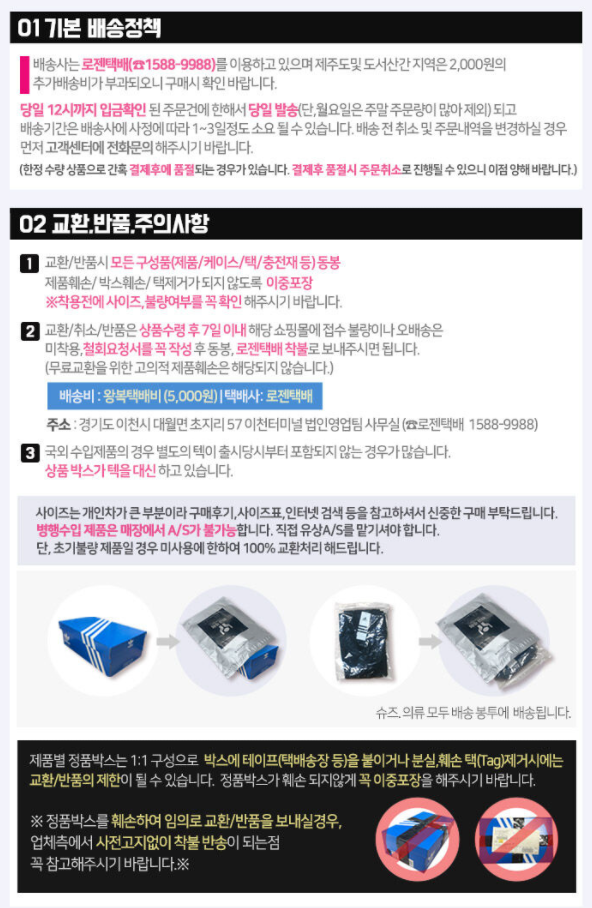 01 기본 배송정책
배송사는 로젠택배(☎1588-9988)를 이용하고 있으며 제주도및 도서산간 지역은 2,000원의
추가배송비가 부과되오니 구매시 확인 바랍니다.
당일 12시까지 입금확인 된 주문건에 한해서 당일 발송(단,월요일은 주말 주문량이 많아 제외) 되고
배송기간은 배송사에 사정에 따라 1~3일정도 소요 될 수 있습니다. 배송 전 취소 및 주문내역을 변경하실 경우
먼저 고객센터에 전화문의 해주시기 바랍니다.
(한정 수량 상품으로 간혹 결제후에 품절되는 경우가 있습니다. 결제후 품절시 주문취소로 진행될 수 있으니 이점 양해 바랍니다.)
02 교환.반품.주의사항
1 교환/반품시 모든 구성품(제품/케이스/택/충전재 등) 동봉
제품훼손/ 박스훼손/ 택제거가 되지 않도록 이중포장
※착용전에 사이즈,불량여부를 꼭 확인 해주시기 바랍니다.
2 교환/취소/반품은 상품수령 후 7일 이내 해당 쇼핑몰에 접수 불량이나 오배송은
미착용,철회요청서를 꼭 작성 후 동봉, 로젠택배 착불로 보내주시면 됩니다.
(무료교환을 위한 고의적 제품훼손은 해당되지 않습니다.)
배송비 : 왕복택배비 (5,000원) | 택배사: 로젠택배
주소 : 경기도 이천시 대월면 초지리 57 이천터미널 법인영업팀 사무실 (☎로젠택배 1588-9988)
3 국외 수입제품의 경우 별도의 텍이 출시당시부터 포함되지 않는 경우가 많습니다.
상품 박스가 텍을 대신 하고 있습니다.
사이즈는 개인차가 큰 부분이라 구매후기,사이즈표,인터넷 검색 등을 참고하셔서 신중한 구매 부탁드립니다.
병행수입 제품은 매장에서 A/S가 불가능합니다. 직접 유상A/S를 맡기셔야 합니다.
단, 초기불량 제품일 경우 미사용에 한하여 100% 교환처리 해드립니다.
슈즈. 의류 모두 배송 봉투에 배송됩니다.
제품별 정품박스는 1:1 구성으로 박스에 테이프(택배송장 등)을 붙이거나 분실,훼손 택(Tag)제거시에는
교환/반품의 제한이 될 수 있습니다. 정품박스가 훼손 되지않게 꼭 이중포장을 해주시기 바랍니다.
※ 정품박스를 훼손하여 임의로 교환/반품을 보내실경우,
업체측에서 사전고지없이 착불 반송이 되는점
꼭 참고해주시기 바랍니다.※